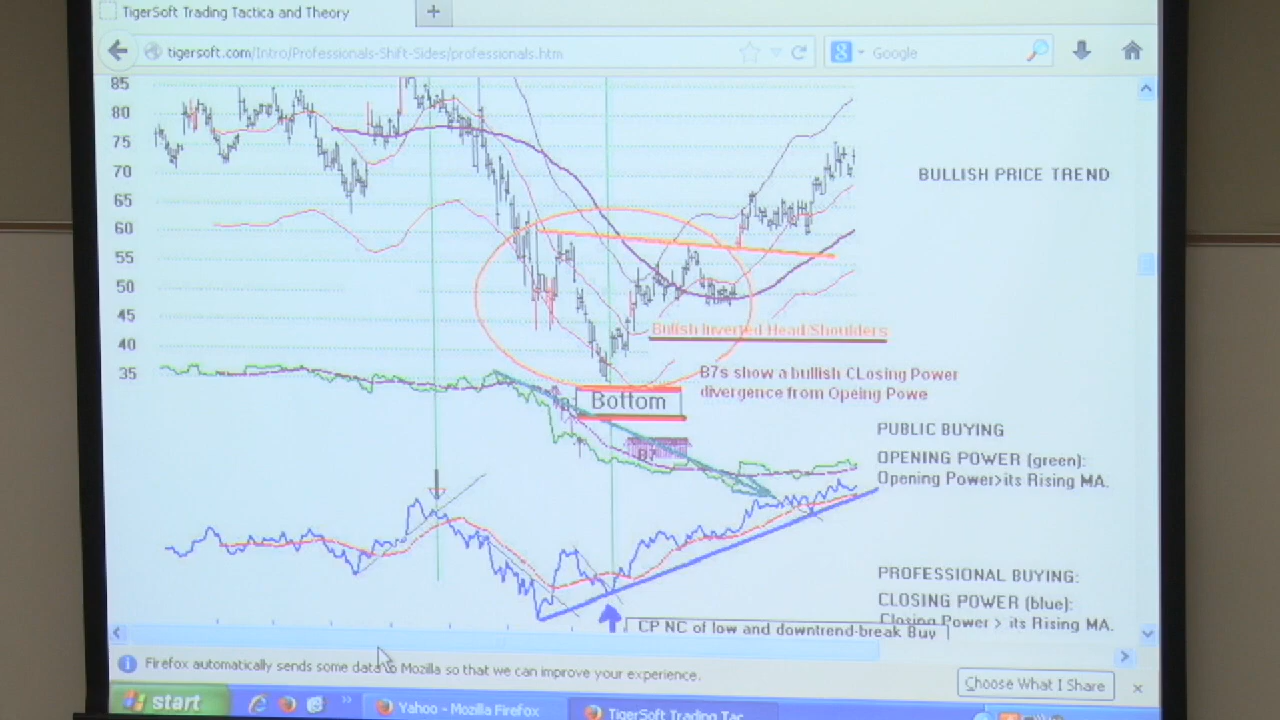 TigerSoft Trading Tactica and Theory
+
tigersoft.com/Intro/Professionals-Shift-Sides/professionals.htm
8 Google
85
80
75
70
65
60
55
50
45
40
35
BULLISH PRICE TREND
Bullish Inverted Head/Shoulders
B7s show a bullish CLosing Power
divergence from Opeing Powe
Bottom
B7
PUBLIC BUYING
OPENING POWER (green):
Opening Power>its Rising MA.
PROFESSIONAL BUYING:
CLOSING POWER (blue):
Closing Power > its Rising MA.
CP NC of low and downtrend-break Buy
Firefox automatically sends some data to Mozilla so that we can improve your experience.
Choose What I Share
start
Yahoo - Mozilla Firefox
TigerSoft Trading Tac